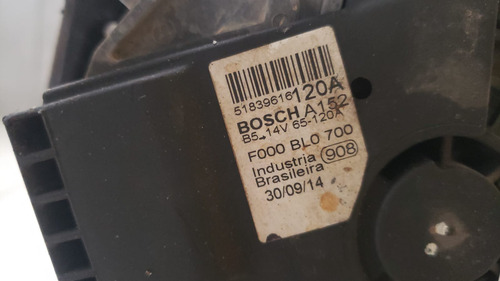 51839616 120A
BOSCH A152
B5..14V 65-120A
F000 BL0 700
Industria 908
Brasileira
30/09/14